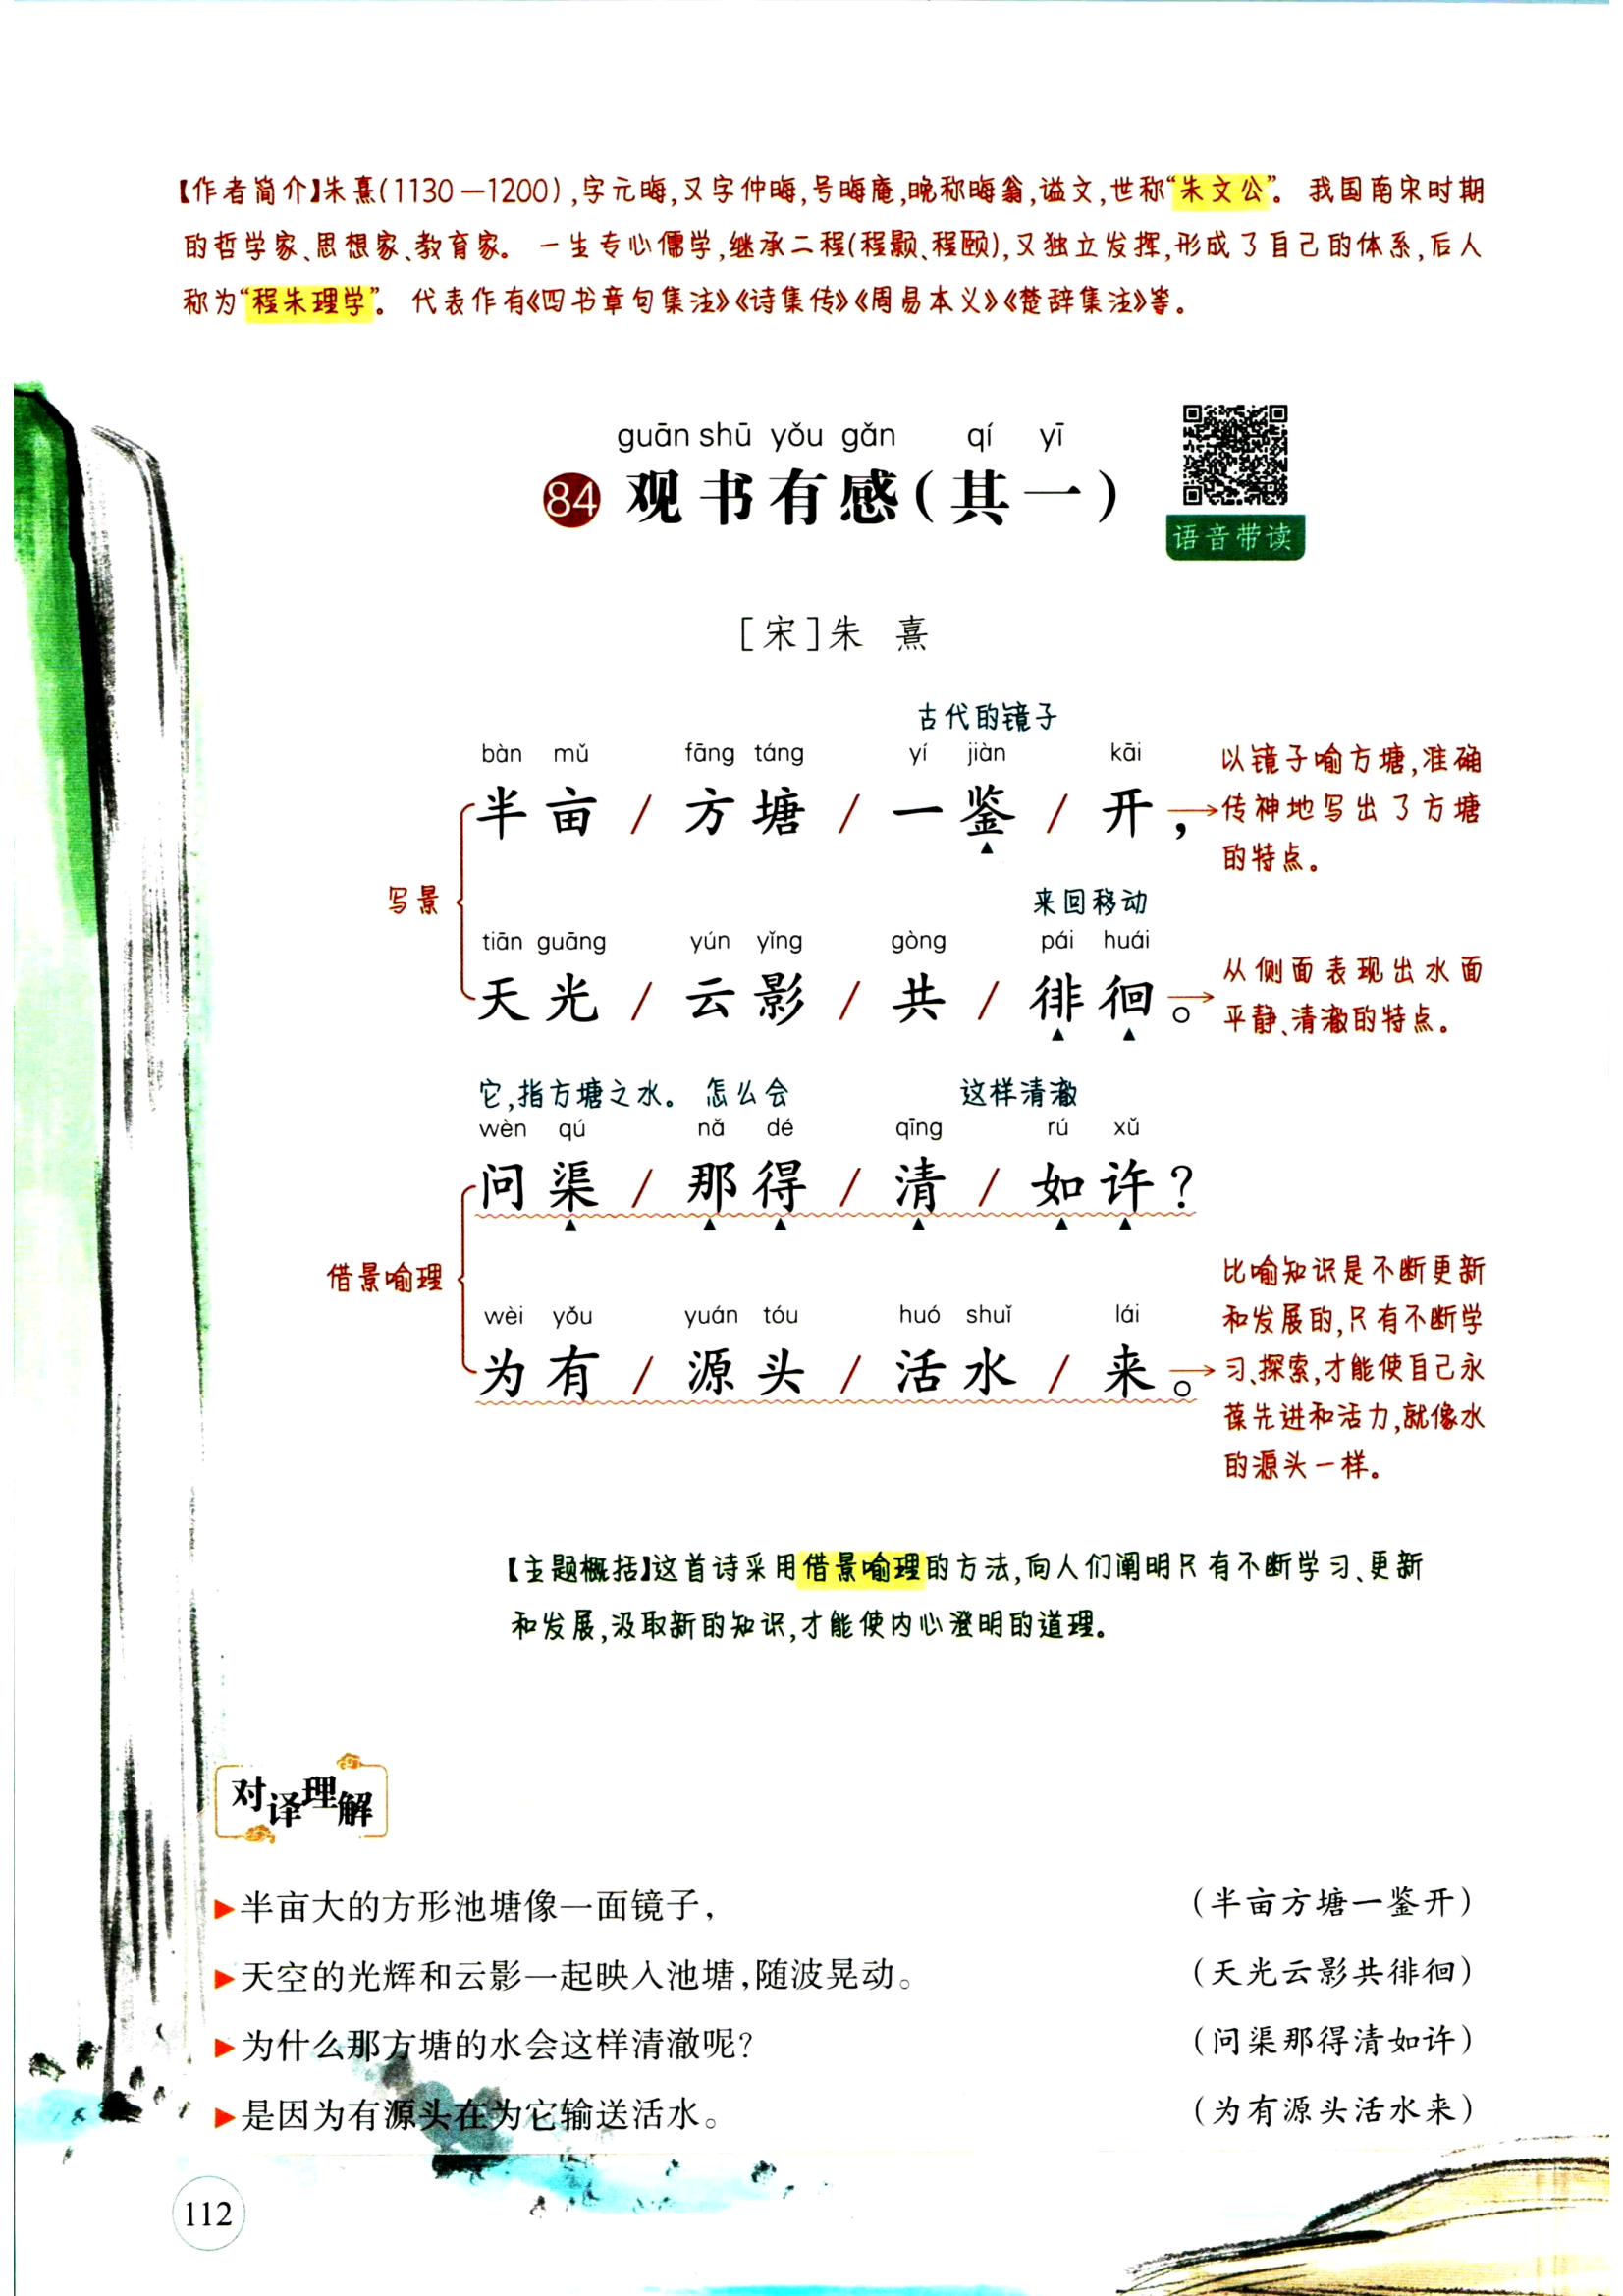 【作者简介】朱熹(1130—1200),字元晦,又字仲晦,号晦庵,晚称晦翁,谥文,世称“朱文公”。我国南宋时期
的哲学家、思想家、教育家。一生专心儒学,继承二程(程颢、程颐),又独立发挥,形成了自己的体系,后人
称为“程朱理学”。代表作有《四书章句集注》《诗集传》《周易本义》《楚辞集注》等。
guān shū yǒu gǎn qí yī
84 观书有感(其一)
语音带读
[宋]朱 熹
古代的镜子
bàn mǔ fāng táng yí jiàn kāi
半亩/方塘/一鉴/开,
以镜子喻方塘,准确
传神地写出了方塘
的特点。
写景
来回移动
tiān guāng yún yǐng gòng pái huái
天光/云影/共/徘徊。
从侧面表现出水面
平静、清澈的特点。
它,指方塘之水。 怎么会 这样清澈
wèn qú nǎ dé qīng rú xǔ
问渠/那得/清/如许?
借景喻理
wèi yǒu yuán tóu huó shuǐ lái
为有/源头/活水/来。
比喻知识是不断更新
和发展的,只有不断学
习、探索,才能使自己永
葆先进和活力,就像水
的源头一样。
【主题概括】这首诗采用借景喻理的方法,向人们阐明只有不断学习、更新
和发展,汲取新的知识,才能使内心澄明的道理。
对译理解
▶半亩大的方形池塘像一面镜子, (半亩方塘一鉴开)
▶天空的光辉和云影一起映入池塘,随波晃动。 (天光云影共徘徊)
▶为什么那方塘的水会这样清澈呢? (问渠那得清如许)
▶是因为有源头在为它输送活水。 (为有源头活水来)
112